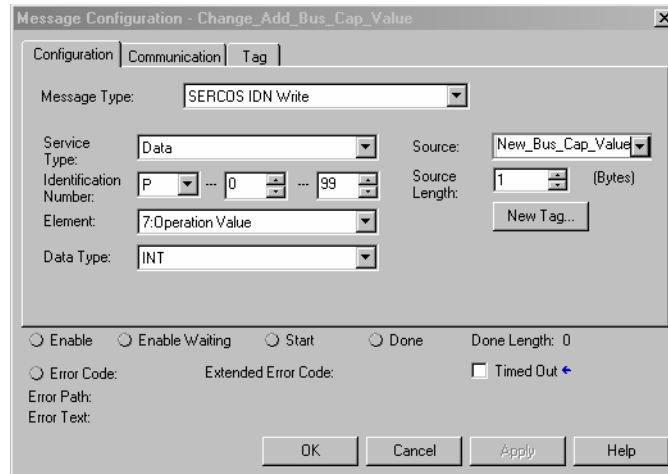 Message Configuration - Change_Add_Bus_Cap_Value
Configuration Communication Tag
Message Type: SERCOS IDN Write
Service Type: Data Source: New_Bus_Cap_Value
Identification Number: P --- 0 --- 99 Source Length: 1 (Bytes)
Element: 7:Operation Value New Tag...
Data Type: INT
Enable Enable Waiting Start Done Done Length: 0
Error Code: Extended Error Code: Timed Out
Error Path:
Error Text:
OK Cancel Apply Help